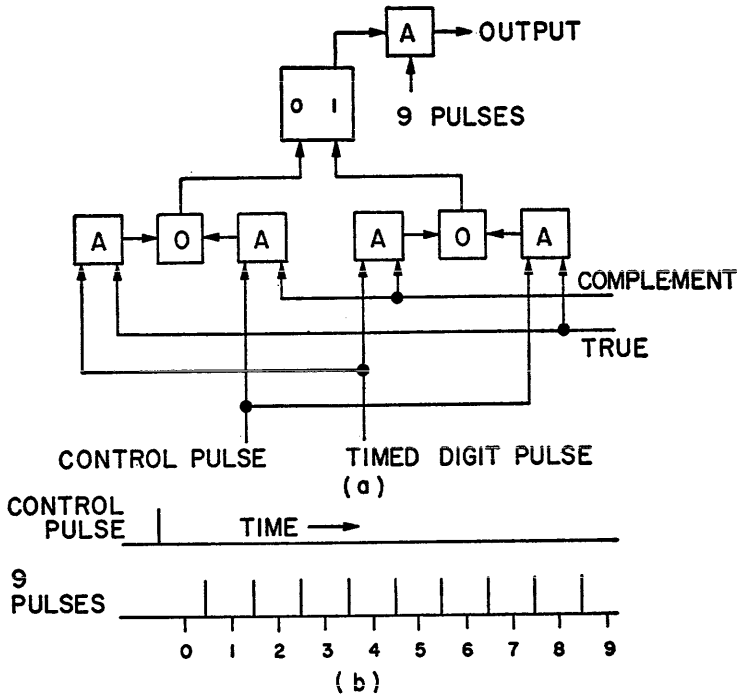 A OUTPUT
0 1
9 PULSES
A O A A O A
COMPLEMENT
TRUE
CONTROL PULSE TIMED DIGIT PULSE
(a)
CONTROL
PULSE TIME
9
PULSES
0 1 2 3 4 5 6 7 8 9
(b)